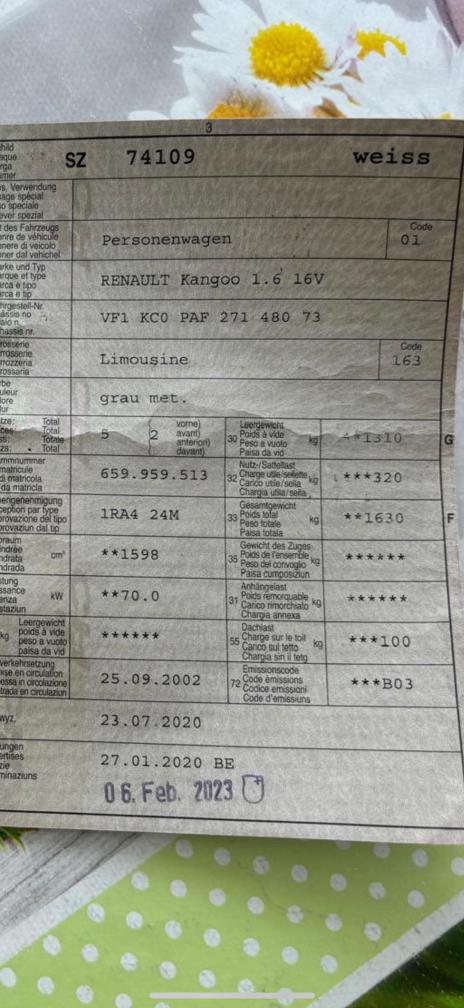 3
SZ 74109 weiss
Personenwagen
Code
01
RENAULT Kangoo 1.6 16V
VF1 KC0 PAF 271 480 73
Limousine
Code
163
grau met.
Total
Total
Totale
Total
5
2
vorne)
avant)
anteriori)
davant)
30 Leergewicht
Poids à vide
Peso a vuoto
Paisa da vid
kg
**1310
G
659.959.513
32 Nutz-/Sattellast
Charge utile/sellette
Carico utile/sella
Chargia utila/sella
kg
***320
1RA4 24M
33 Gesamtgewicht
Poids total
Peso totale
Paisa totala
kg
**1630
F
cm³
**1598
35 Gewicht des Zuges
Poids de l'ensemble
Peso del convoglio
Paisa cumposiziun
kg
******
kW
**70.0
31 Anhängelast
Poids remorquable
Carico rimorchiato
Chargia annexa
kg
******
kg
Leergewicht
poids à vide
peso a vuoto
paisa da vid
******
55 Dachlast
Charge sur le toit
Carico sul tetto
Chargia sin il tetg
kg
***100
25.09.2002
72 Emissionscode
Code émissions
Codice emissioni
Code d'emissiuns
***B03
23.07.2020
27.01.2020 BE
06. Feb. 2023